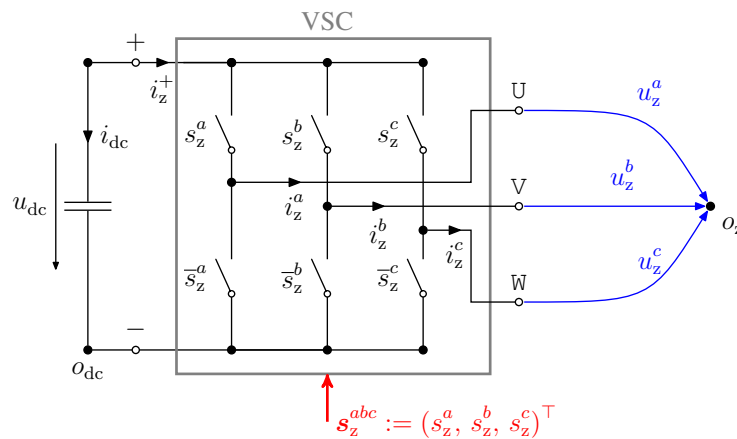 VSC
+
i_z^+
U
u_z^a
s_z^a
s_z^b
s_z^c
i_dc
V
u_z^b
u_dc
i_z^a
i_z^b
i_z^c
o_z
u_z^c
s̅_z^a
s̅_z^b
s̅_z^c
W
−
o_dc
s_z^{abc} := (s_z^a, s_z^b, s_z^c)^⊤